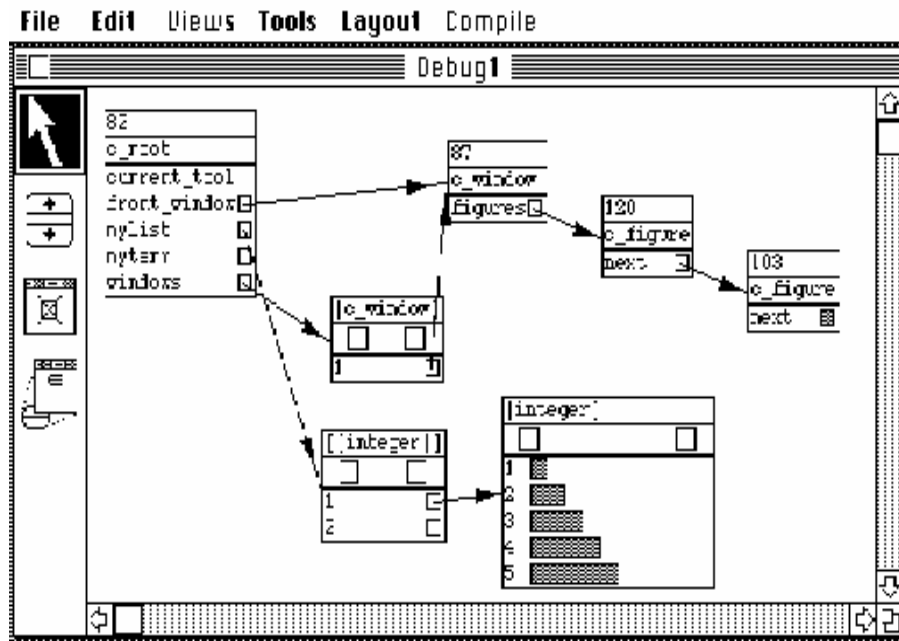 File Edit Views Tools Layout Compile
Debug1
82
c_root
current_tool
front_window
mylist
windows
87
c_window
figures
120
c_figure
next
103
c_figure
next
[c_window]
1
[[integer]]
1
2
[integer]
1
2
3
4
5